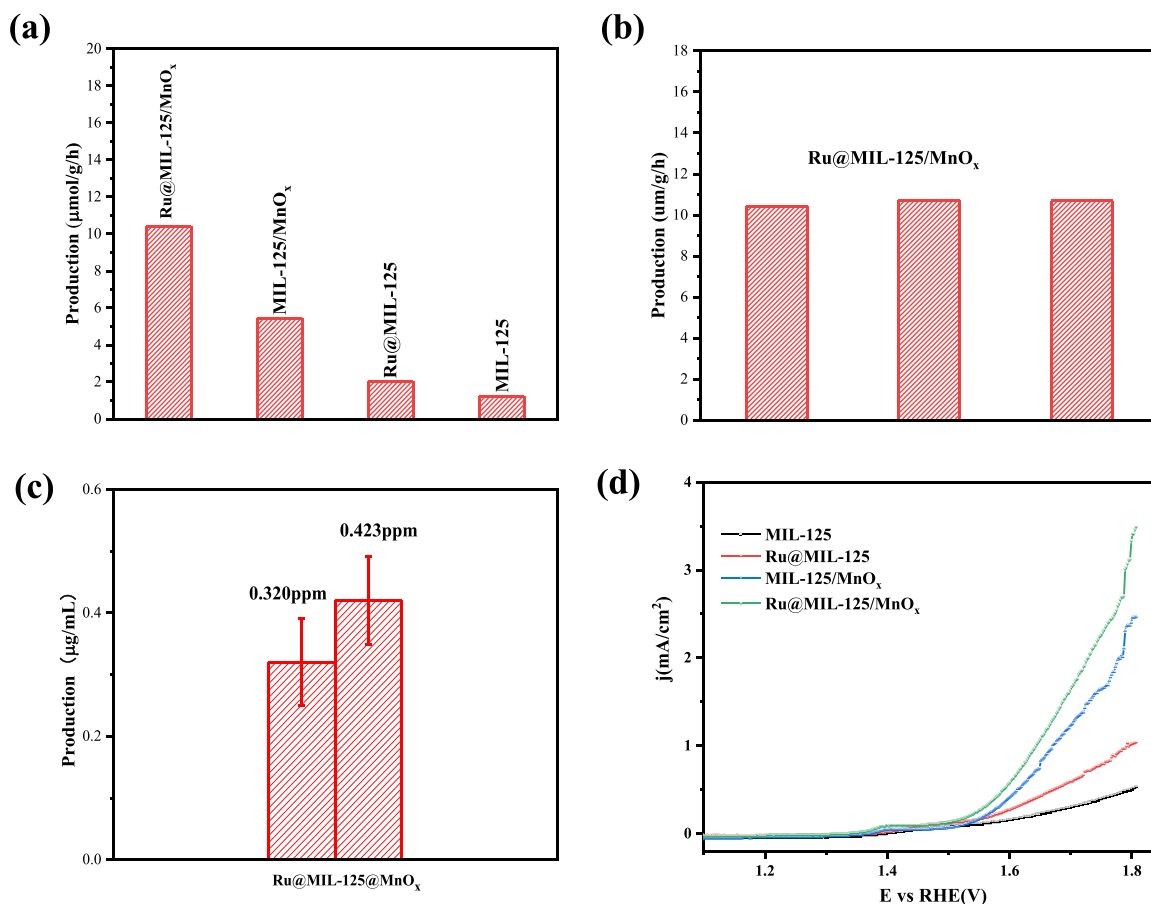 (a)
20
18
16
14
12
10
8
6
4
2
0
Production (μmol/g/h)
Ru@MIL-125/MnOₓ
MIL-125/MnOₓ
Ru@MIL-125
MIL-125
(b)
18
16
14
12
10
8
6
4
2
0
Production (um/g/h)
Ru@MIL-125/MnOₓ
(c)
0.6
0.4
0.2
0.0
Production (μg/mL)
0.320ppm
0.423ppm
Ru@MIL-125@MnOₓ
(d)
4
3
2
1
0
j(mA/cm²)
MIL-125
Ru@MIL-125
MIL-125/MnOₓ
Ru@MIL-125/MnOₓ
1.2
1.4
1.6
1.8
E vs RHE(V)